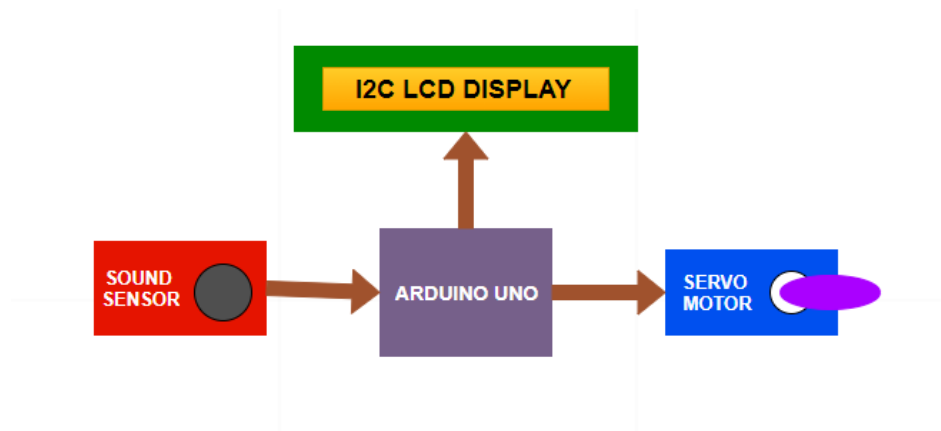 I2C LCD DISPLAY
SOUND
SENSOR
ARDUINO UNO
SERVO
MOTOR